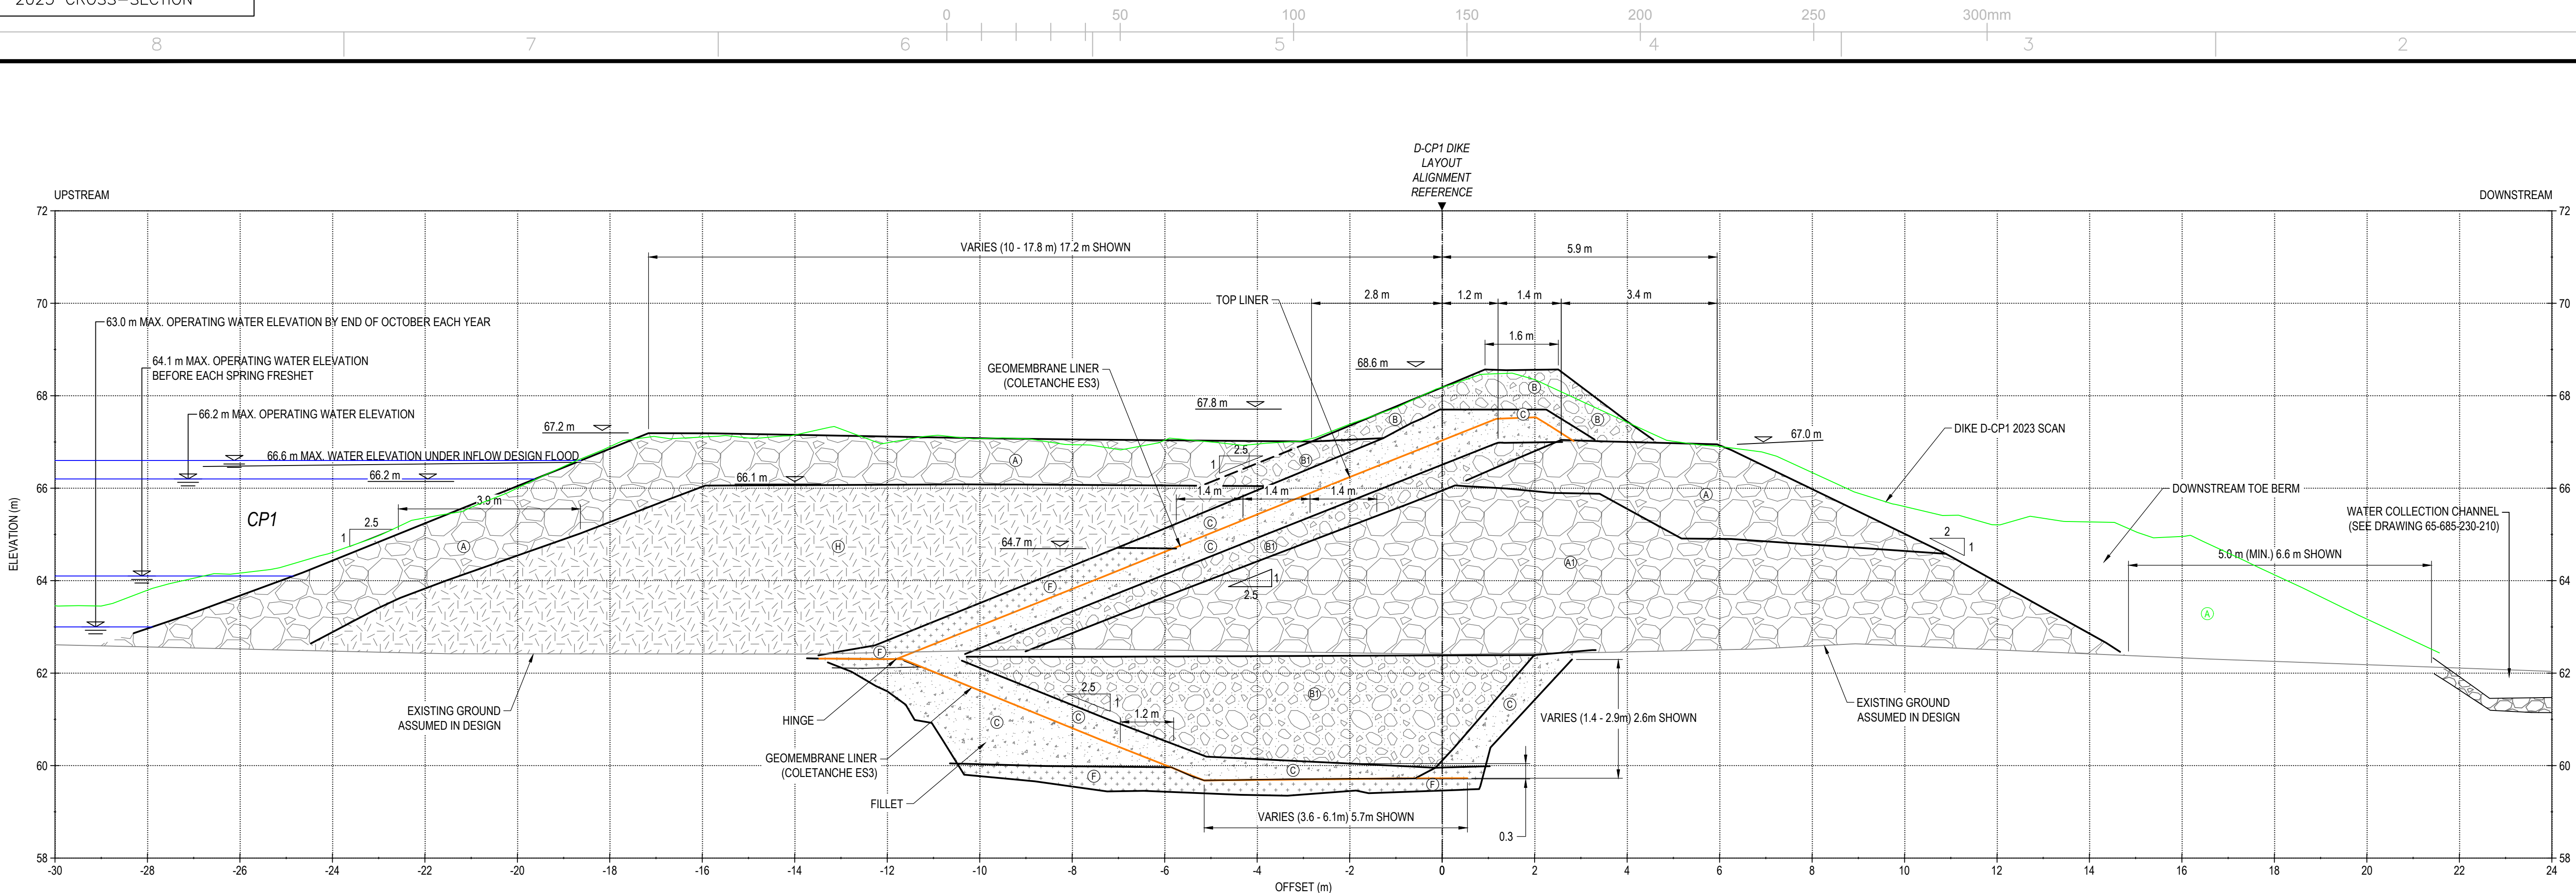 2023 CROSS-SECTION
0 50 100 150 200 250 300mm
8 7 6 5 4 3 2
D-CP1 DIKE
LAYOUT
ALIGNMENT
REFERENCE
UPSTREAM
DOWNSTREAM
72
72
VARIES (10 - 17.8 m) 17.2 m SHOWN
5.9 m
70
70
TOP LINER
2.8 m
1.2 m
1.4 m
3.4 m
63.0 m MAX. OPERATING WATER ELEVATION BY END OF OCTOBER EACH YEAR
1.6 m
64.1 m MAX. OPERATING WATER ELEVATION
BEFORE EACH SPRING FRESHET
GEOMEMBRANE LINER
(COLETANCHE ES3)
68.6 m
B
68
68
66.2 m MAX. OPERATING WATER ELEVATION
67.8 m
C
B
B
67.2 m
67.0 m
DIKE D-CP1 2023 SCAN
66.6 m MAX. WATER ELEVATION UNDER INFLOW DESIGN FLOOD
A
2.5
1
B1
66.2 m
66.1 m
66
66
3.9 m
1.4 m
1.4 m
1.4 m
A
DOWNSTREAM TOE BERM
CP1
2.5
1
C
WATER COLLECTION CHANNEL
(SEE DRAWING 65-685-230-210)
A
H
64.7 m
C
B1
A1
2
1
5.0 m (MIN.) 6.6 m SHOWN
ELEVATION (m)
64
64
F
1
2.5
A
F
62
62
2.5
1
B1
EXISTING GROUND
ASSUMED IN DESIGN
HINGE
C
C
1.2 m
C
VARIES (1.4 - 2.9m) 2.6m SHOWN
EXISTING GROUND
ASSUMED IN DESIGN
GEOMEMBRANE LINER
(COLETANCHE ES3)
60
60
F
C
F
FILLET
VARIES (3.6 - 6.1m) 5.7m SHOWN
0.3
58
58
-30 -28 -26 -24 -22 -20 -18 -16 -14 -12 -10 -8 -6 -4 -2 0 2 4 6 8 10 12 14 16 18 20 22 24
OFFSET (m)